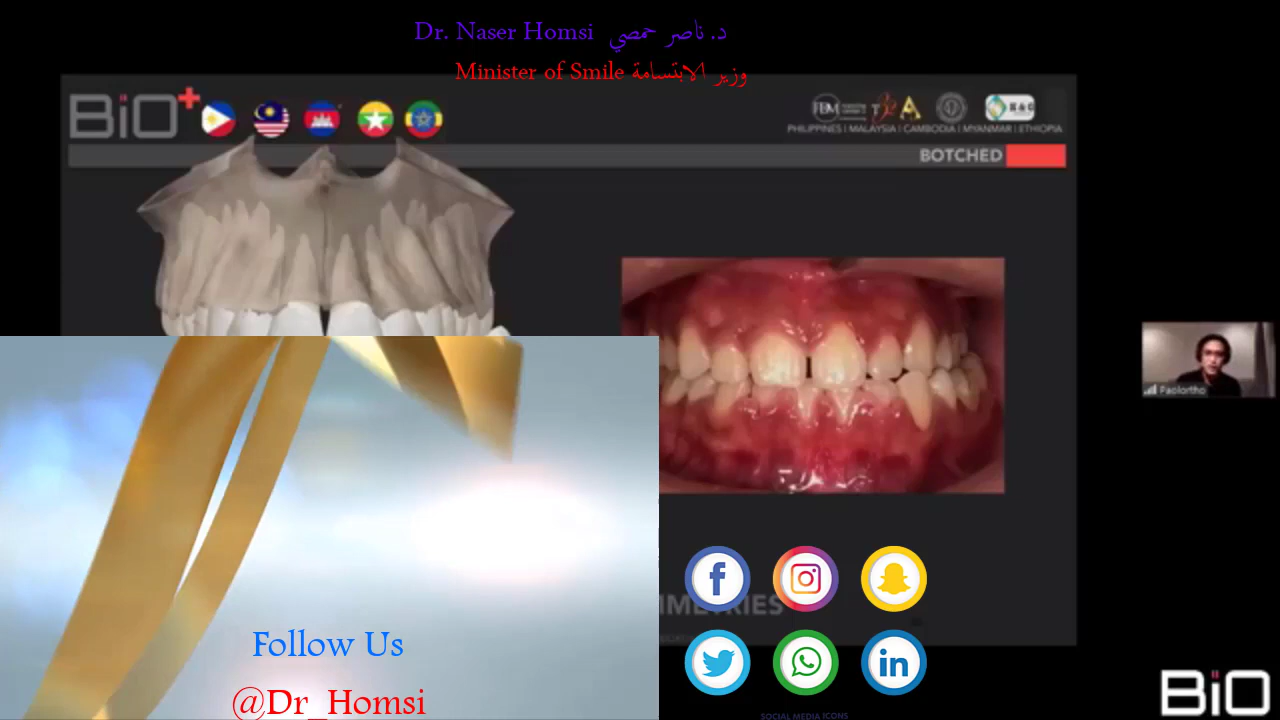 Dr. Naser Homsi د. ناصر حمصي
Minister of Smile وزير الابتسامة
BiO+
PHILIPPINES | MALAYSIA | CAMBODIA | MYANMAR | ETHIOPIA
BOTCHED
Paolortho
METRIES
Follow Us
@Dr_Homsi
SOCIAL MEDIA ICONS
BiO